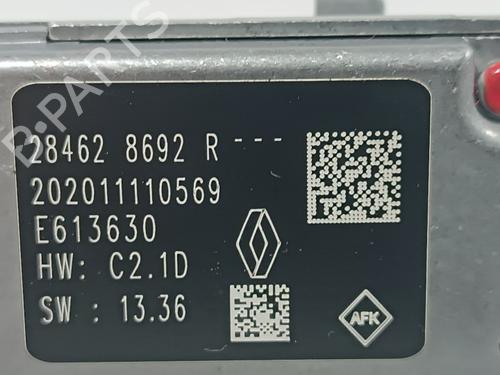 28462 8692 R ---
202011110569
E613630
HW: C2.1D
SW : 13.36
AFK
B-PARTS